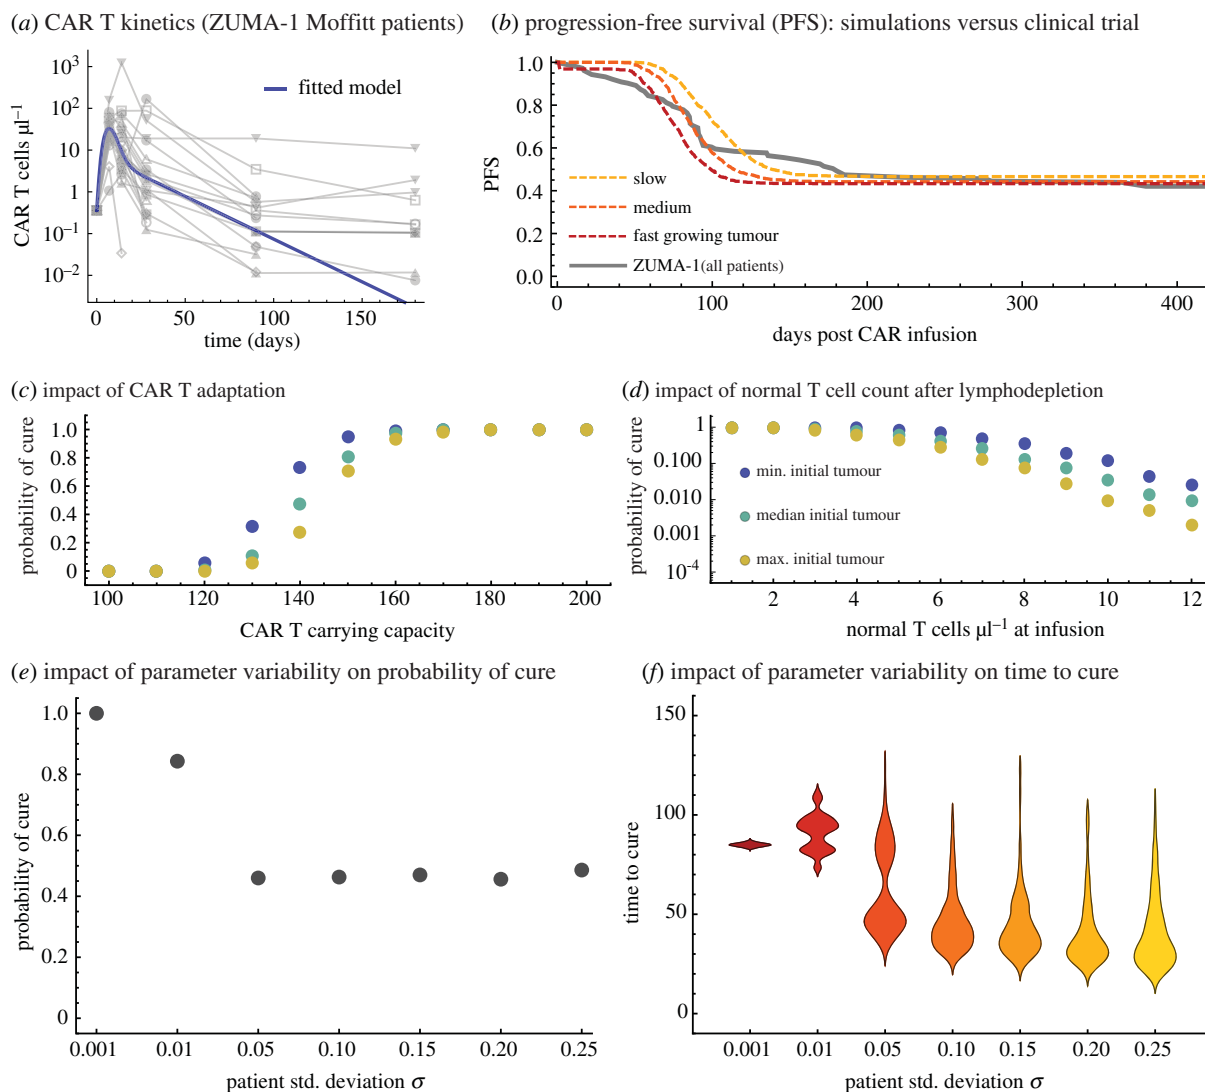 (a) CAR T kinetics (ZUMA-1 Moffitt patients)
CAR T cells µl⁻¹
10³
10²
10
1
10⁻¹
10⁻²
fitted model
0 50 100 150
time (days)
(b) progression-free survival (PFS): simulations versus clinical trial
PFS
1.0
0.8
0.6
0.4
0.2
0.0
slow
medium
fast growing tumour
ZUMA-1(all patients)
0 100 200 300 400
days post CAR infusion
(c) impact of CAR T adaptation
probability of cure
1.0
0.8
0.6
0.4
0.2
0
100 120 140 160 180 200
CAR T carrying capacity
(d) impact of normal T cell count after lymphodepletion
probability of cure
1
0.100
0.010
0.001
10⁻⁴
min. initial tumour
median initial tumour
max. initial tumour
2 4 6 8 10 12
normal T cells µl⁻¹ at infusion
(e) impact of parameter variability on probability of cure
probability of cure
1.0
0.8
0.6
0.4
0.2
0
0.001 0.01 0.05 0.10 0.15 0.20 0.25
patient std. deviation σ
(f) impact of parameter variability on time to cure
time to cure
150
100
50
0
0.001 0.01 0.05 0.10 0.15 0.20 0.25
patient std. deviation σ